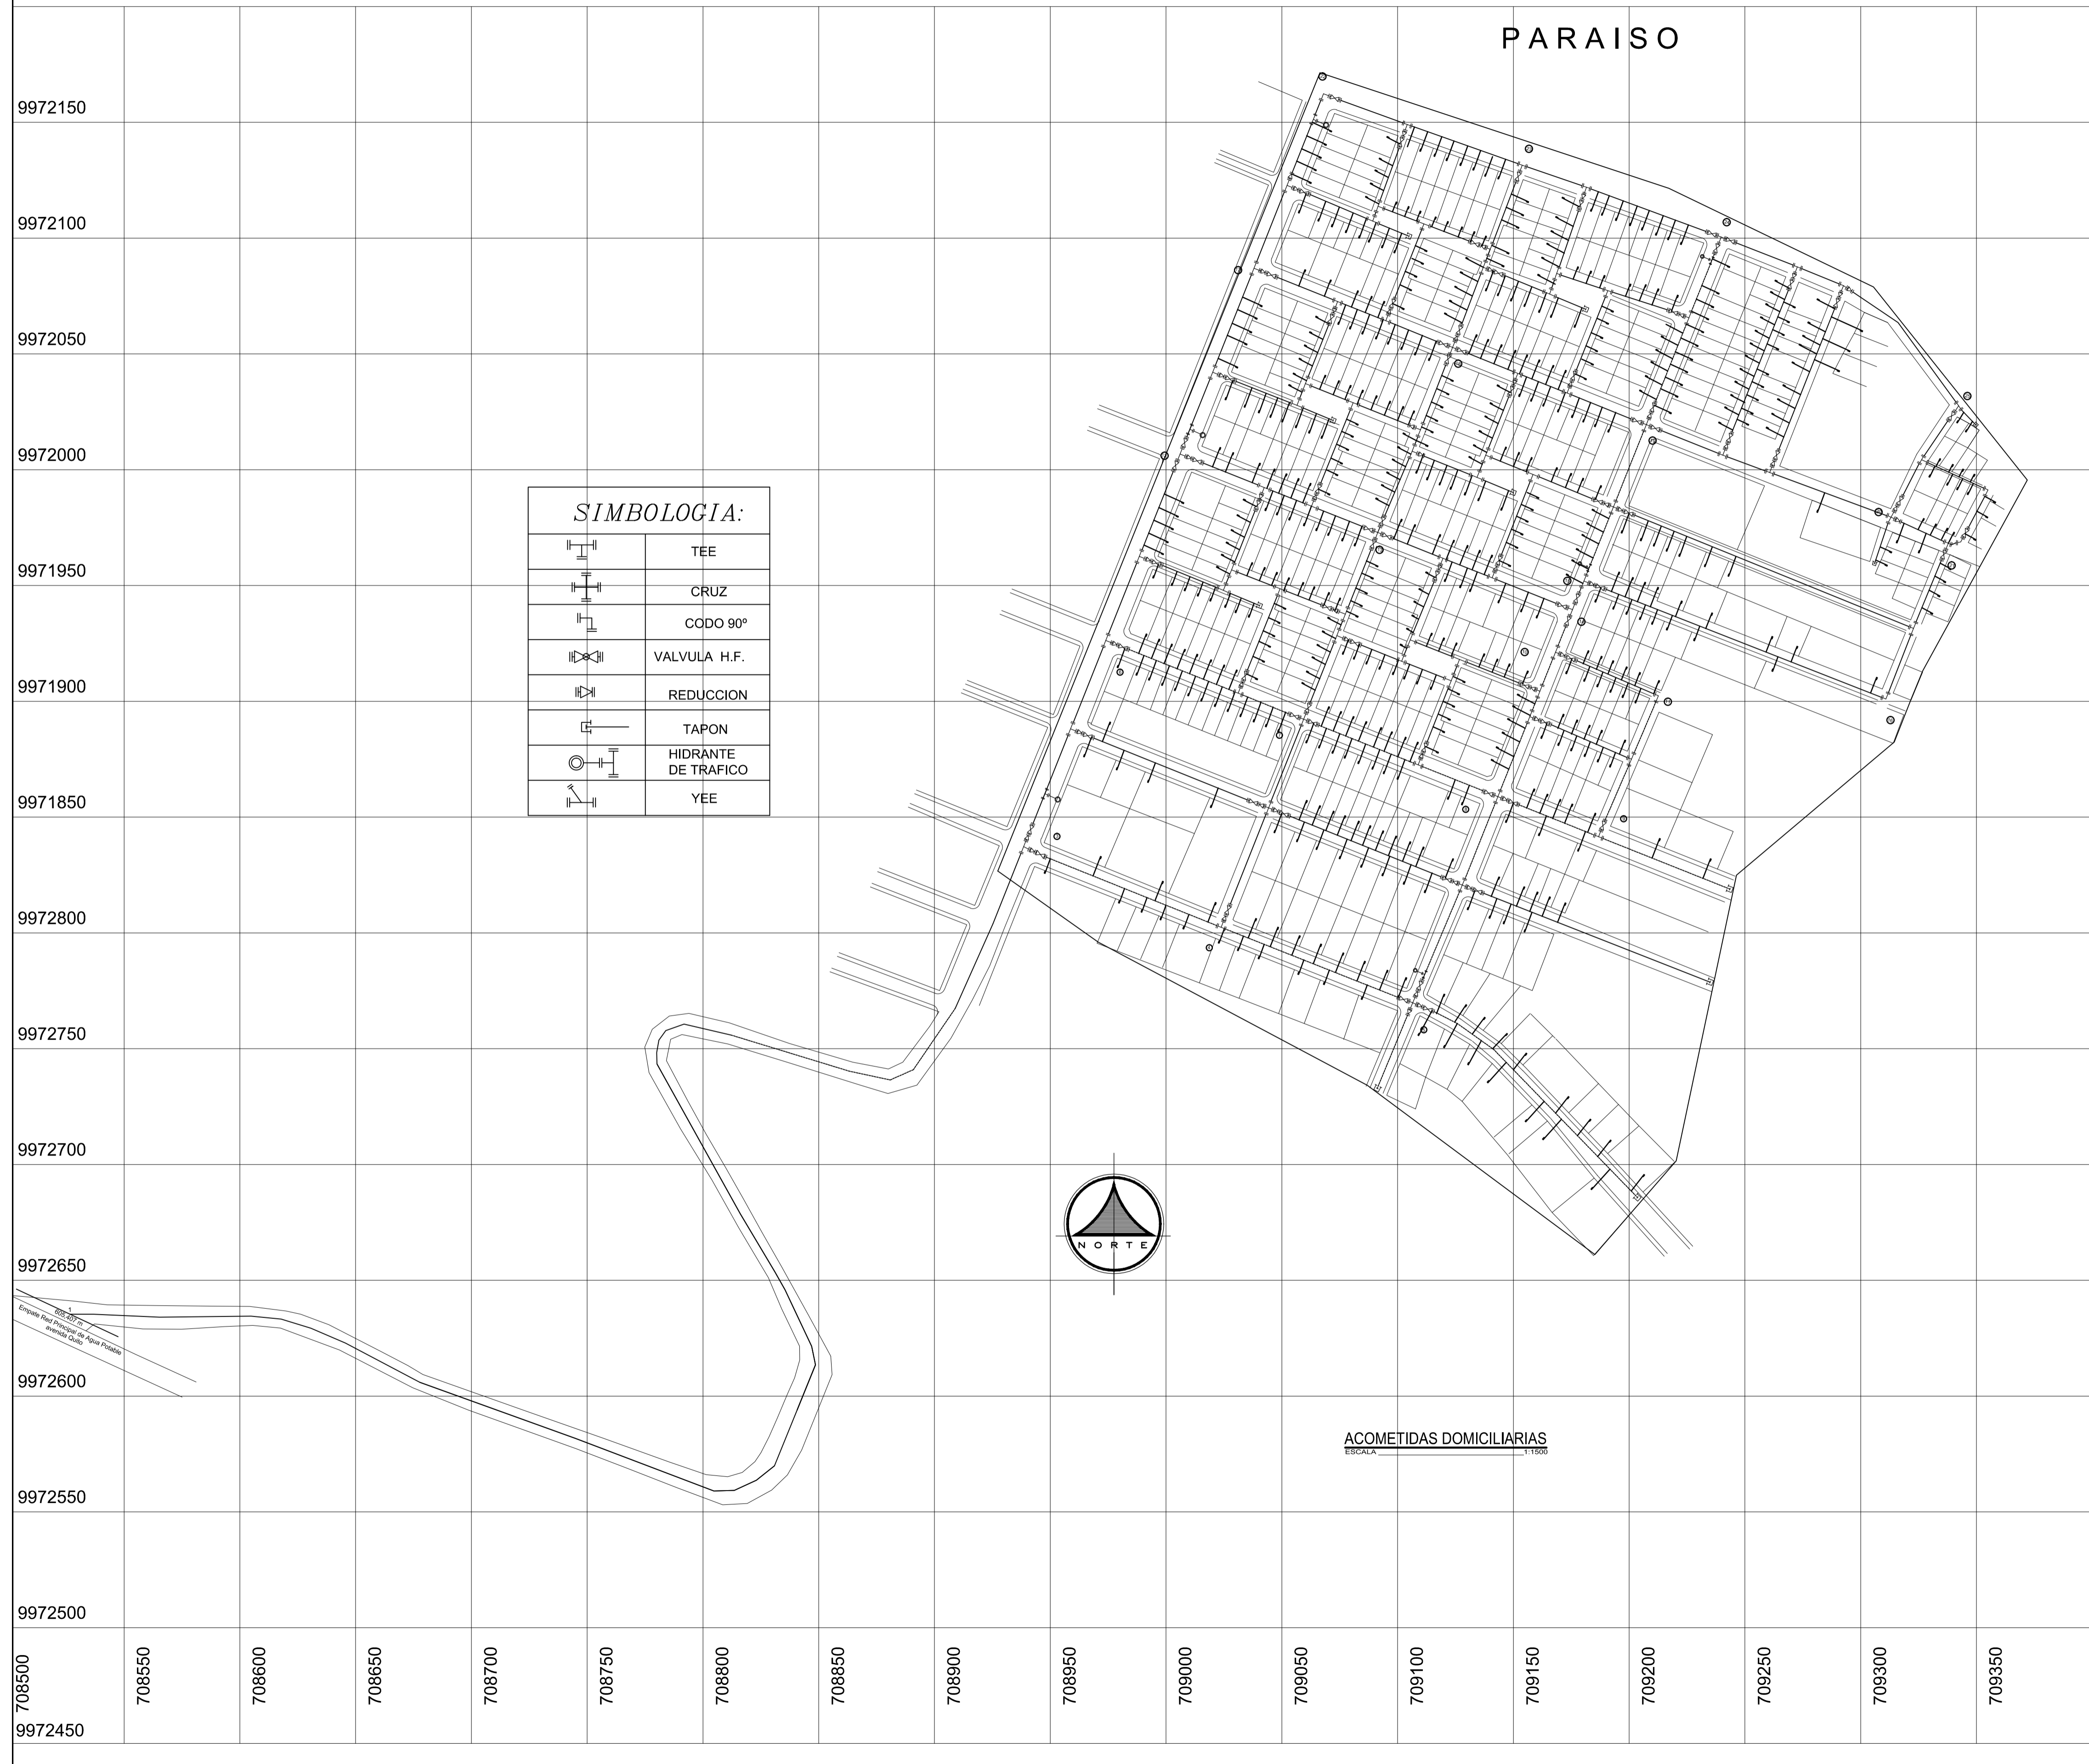 PARAISO
9972150
9972100
9972050
9972000
9971950
9971900
9971850
9972800
9972750
9972700
9972650
9972600
9972550
9972500
9972450
SIMBOLOGIA:
TEE
CRUZ
CODO 90º
VALVULA H.F.
REDUCCION
TAPON
HIDRANTE
DE TRAFICO
YEE
NORTE
1
605.407 m
Empate Red Principal de Agua Potable
avenida Quito
ACOMETIDAS DOMICILIARIAS
ESCALA 1:1500
708500
708550
708600
708650
708700
708750
708800
708850
708900
708950
709000
709050
709100
709150
709200
709250
709300
709350